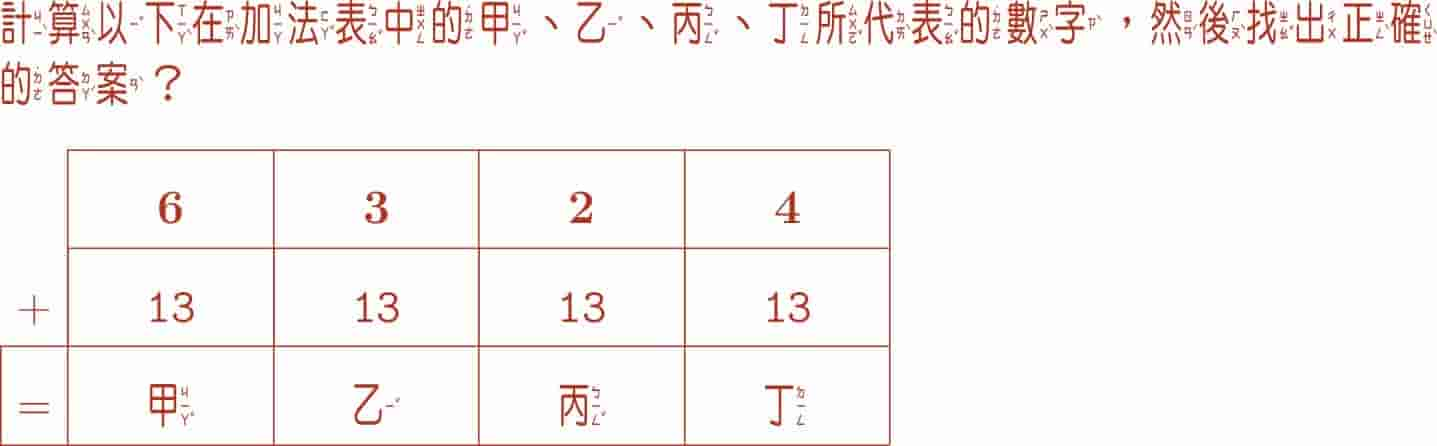 計算以下在加法表中的甲、乙、丙、丁所代表的數字，然後找出正確
的答案？
6 3 2 4
+ 13 13 13 13
= 甲 乙 丙 丁